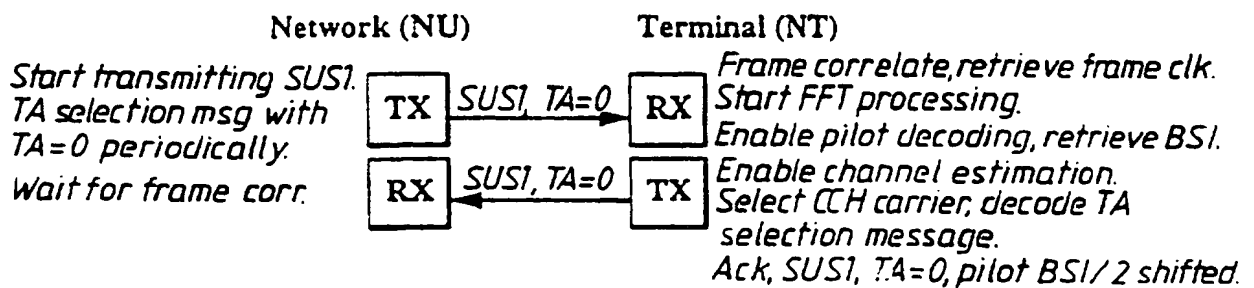 Network (NU)
Terminal (NT)
Start transmitting SUS1.
TA selection msg with
TA=0 periodically.
Wait for frame corr.
TX
SUS1, TA=0
RX
RX
SUS1, TA=0
TX
Frame correlate, retrieve frame clk.
Start FFT processing.
Enable pilot decoding, retrieve BSI.
Enable channel estimation.
Select CCH carrier, decode TA
selection message.
Ack, SUS1, TA=0, pilot BSI/2 shifted.